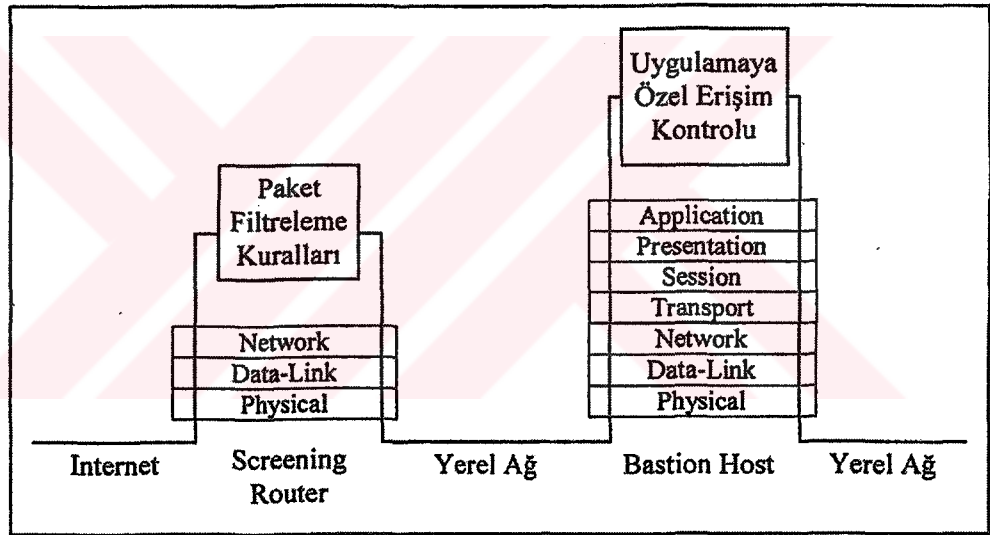 Uygulamaya
Özel Erişim
Kontrolu
Paket
Filtreleme
Kuralları
Application
Presentation
Session
Transport
Network
Data-Link
Physical
Network
Data-Link
Physical
Internet
Screening
Router
Yerel Ağ
Bastion Host
Yerel Ağ